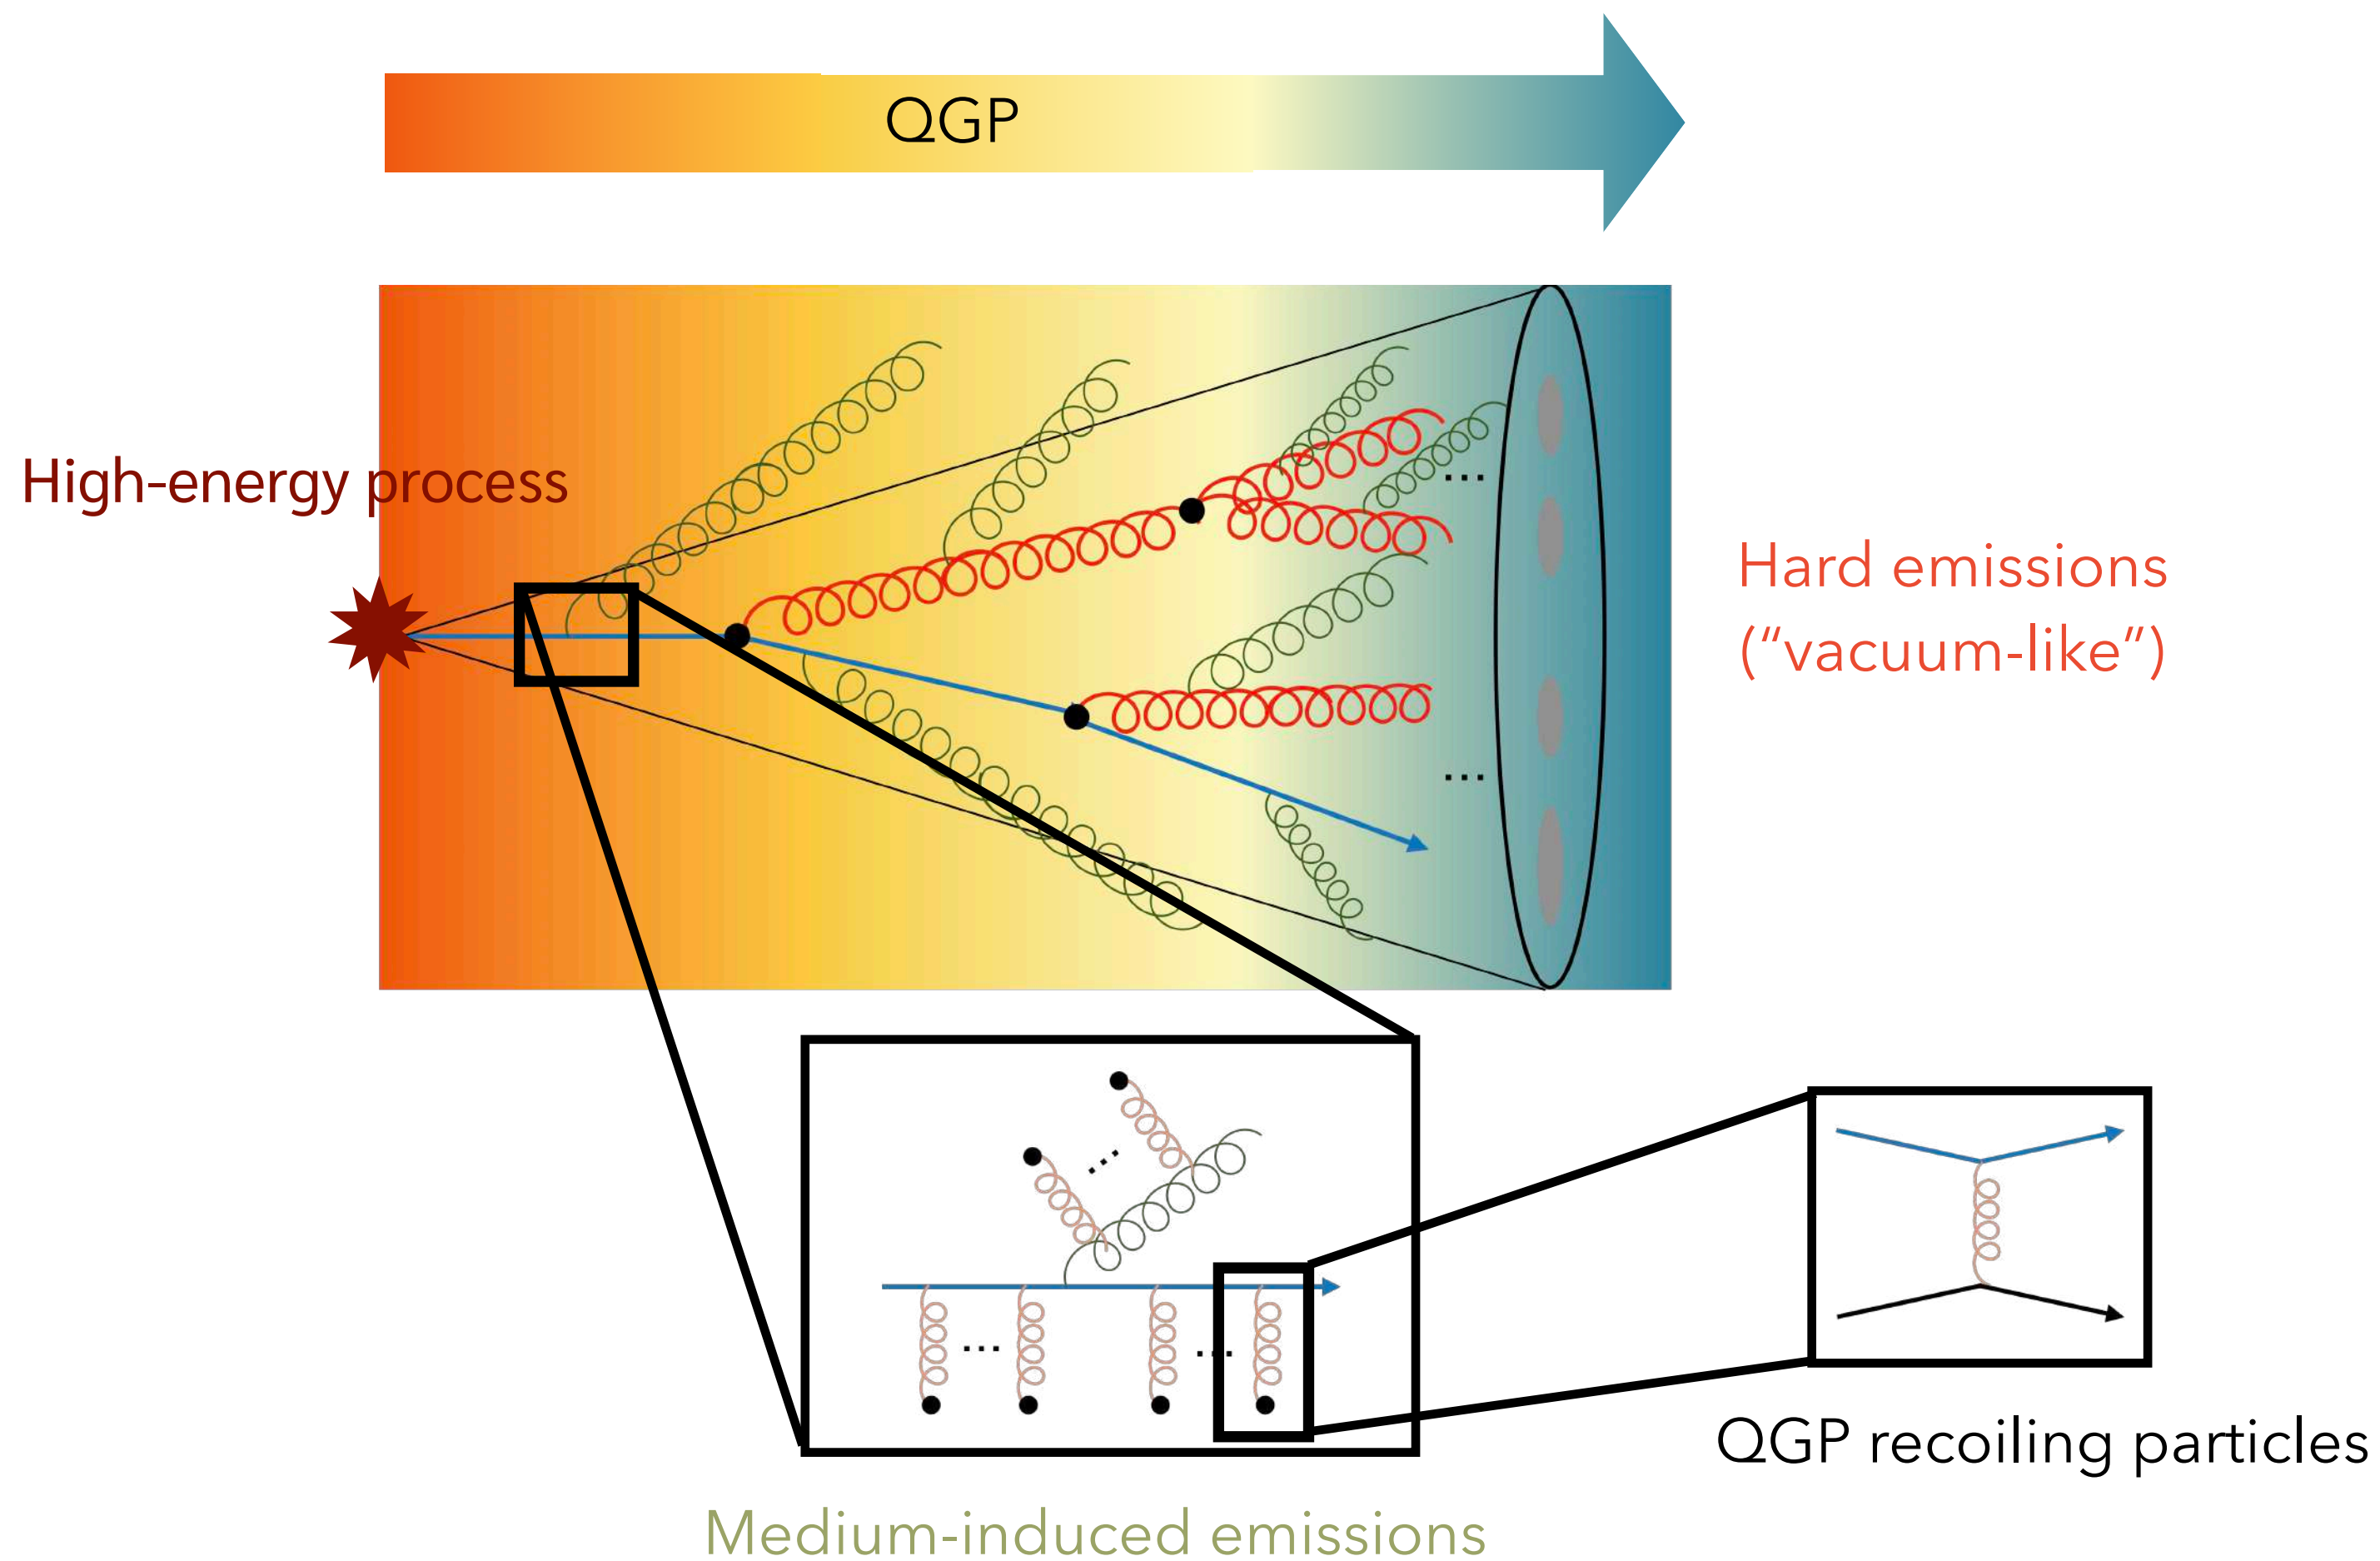 QGP
High-energy process
...
Hard emissions
(“vacuum-like”)
...
...
...
...
QGP recoiling particles
Medium-induced emissions